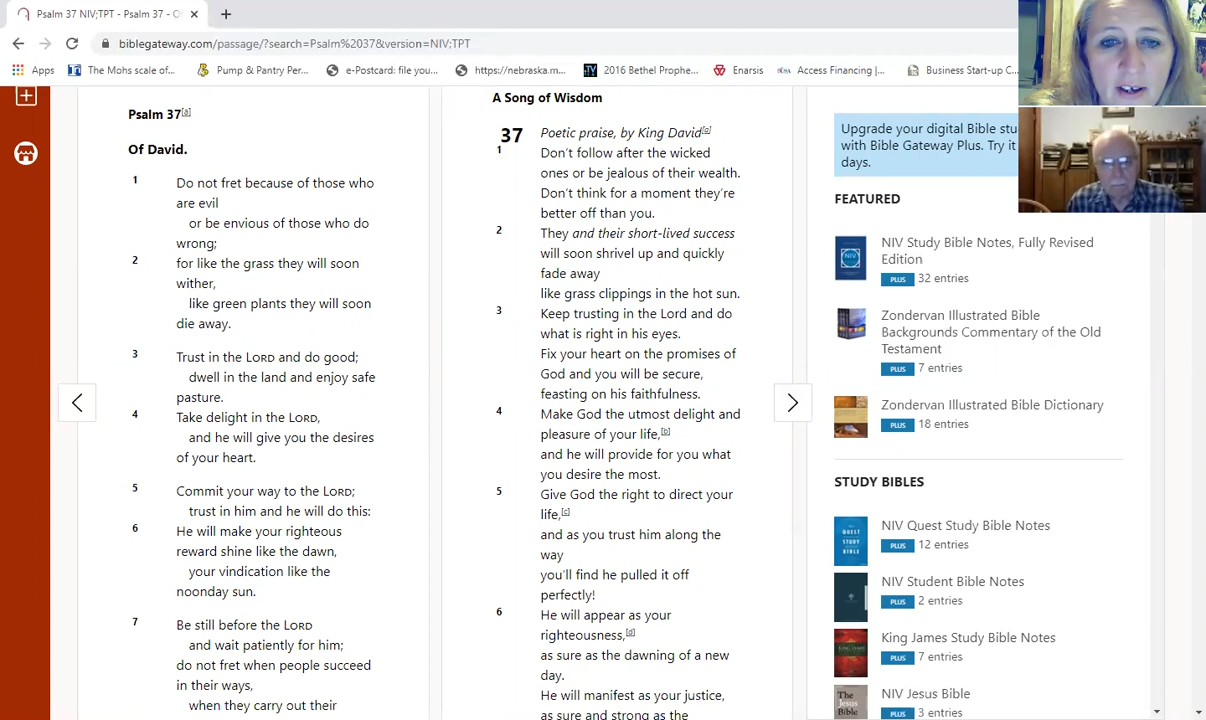 Psalm 37 NIV;TPT - Psalm 37 - O
biblegateway.com/passage/?search=Psalm%2037&version=NIV;TPT
Apps
The Mohs scale of...
Pump & Pantry Per...
e-Postcard: file you...
https://nebraska.m...
2016 Bethel Prophe...
Enarsis
Access Financing |...
Business Start-up C
Psalm 37[a]
Of David.
1 Do not fret because of those who
are evil
or be envious of those who do
wrong;
2 for like the grass they will soon
wither,
like green plants they will soon
die away.
3 Trust in the LORD and do good;
dwell in the land and enjoy safe
pasture.
4 Take delight in the LORD,
and he will give you the desires
of your heart.
5 Commit your way to the LORD;
trust in him and he will do this:
6 He will make your righteous
reward shine like the dawn,
your vindication like the
noonday sun.
7 Be still before the LORD
and wait patiently for him;
do not fret when people succeed
in their ways,
when they carry out their
A Song of Wisdom
37 Poetic praise, by King David[a]
1 Don't follow after the wicked
ones or be jealous of their wealth.
Don't think for a moment they're
better off than you.
2 They and their short-lived success
will soon shrivel up and quickly
fade away
like grass clippings in the hot sun.
3 Keep trusting in the Lord and do
what is right in his eyes.
Fix your heart on the promises of
God and you will be secure,
feasting on his faithfulness.
4 Make God the utmost delight and
pleasure of your life,[b]
and he will provide for you what
you desire the most.
5 Give God the right to direct your
life,[c]
and as you trust him along the
way
you'll find he pulled it off
perfectly!
6 He will appear as your
righteousness,[d]
as sure as the dawning of a new
day.
He will manifest as your justice,
as sure and strong as the
Upgrade your digital Bible stu
with Bible Gateway Plus. Try it
days.
FEATURED
NIV Study Bible Notes, Fully Revised
Edition
PLUS 32 entries
Zondervan Illustrated Bible
Backgrounds Commentary of the Old
Testament
PLUS 7 entries
Zondervan Illustrated Bible Dictionary
PLUS 18 entries
STUDY BIBLES
NIV Quest Study Bible Notes
PLUS 12 entries
NIV Student Bible Notes
PLUS 2 entries
King James Study Bible Notes
PLUS 7 entries
NIV Jesus Bible
PLUS 3 entries